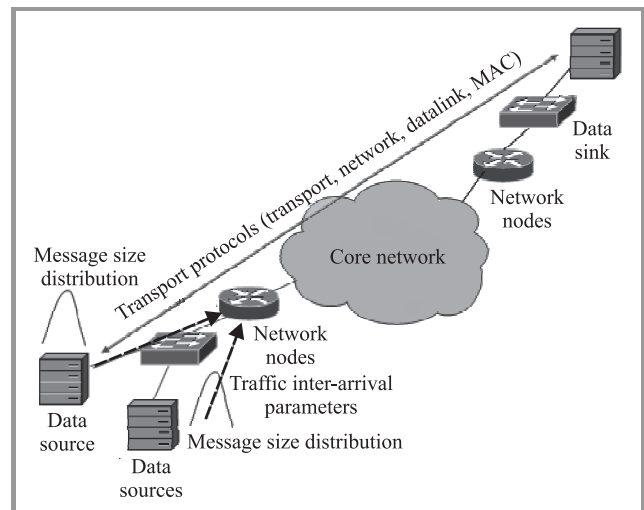 Transport protocols (transport, network, datalink, MAC)
Data
sink
Network
nodes
Core network
Message size
distribution
Network
nodes
Traffic inter-arrival
parameters
Data
source
Message size distribution
Data
sources